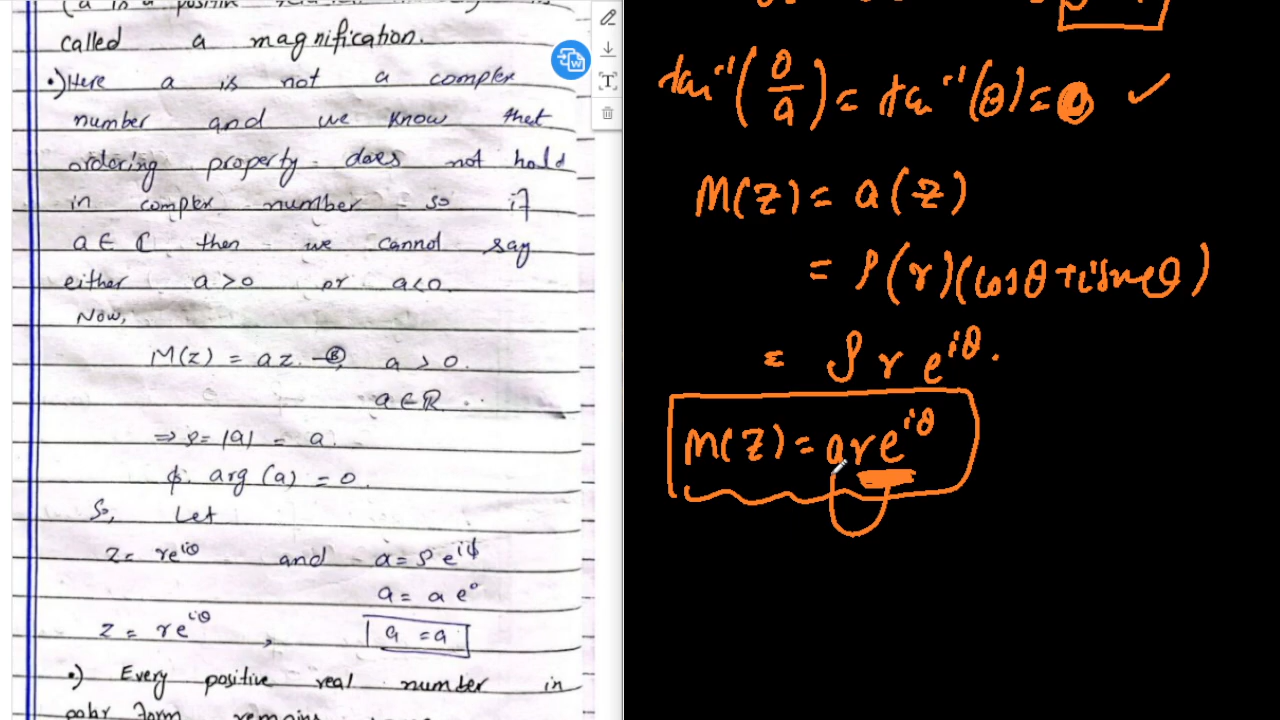 called a magnification.
•) Here a is not a complex
number and we know that
ordering property does not hold
in complex number so if
a ∈ ℂ then we cannot say
either a > 0 or a < 0.
Now,
M(z) = az. —Ⓑ, a > 0.
a ∈ ℝ.
⇒ ρ = |a| = a.
ϕ. arg (a) = 0.
So, Let
z = re^{iθ} and a = ρ e^{iϕ}
a = a e^{0}
z = re^{iθ}, a = a
•) Every positive real number in
polar form remains
tan⁻¹(0/a) = tan⁻¹(0) = 0 ✓
M(z) = a(z)
= ρ(r)(cosθ + i sinθ)
= ρ r e^{iθ}.
M(z) = a r e^{iθ}